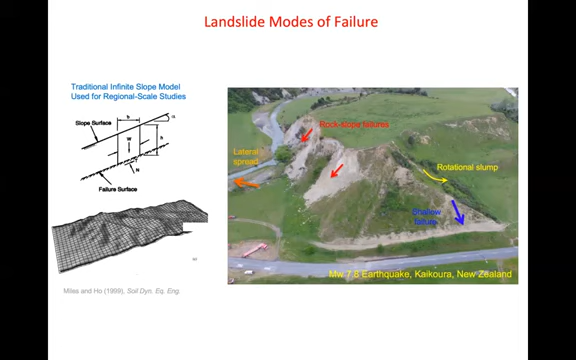 Landslide Modes of Failure
Traditional Infinite Slope Model
Used for Regional-Scale Studies
b
α
Slope Surface
W
h
N
Failure Surface
Miles and Ho (1999), Soil Dyn. Eq. Eng.
Rock-slope failures
Lateral
spread
Rotational slump
Shallow
failure
Mw 7.8 Earthquake, Kaikoura, New Zealand